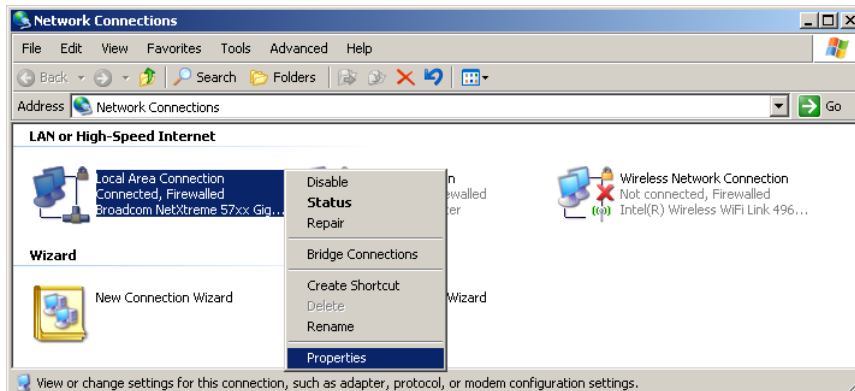 Network Connections
File Edit View Favorites Tools Advanced Help
Back Search Folders
Address Network Connections Go
LAN or High-Speed Internet
Local Area Connection
Connected, Firewalled
Broadcom NetXtreme 57xx Gig...
Disable
Status
Repair
Bridge Connections
Create Shortcut
Delete
Rename
Properties
n
ewalled
ter
Wireless Network Connection
Not connected, Firewalled
Intel(R) Wireless WiFi Link 496...
Wizard
New Connection Wizard
Wizard
View or change settings for this connection, such as adapter, protocol, or modem configuration settings.